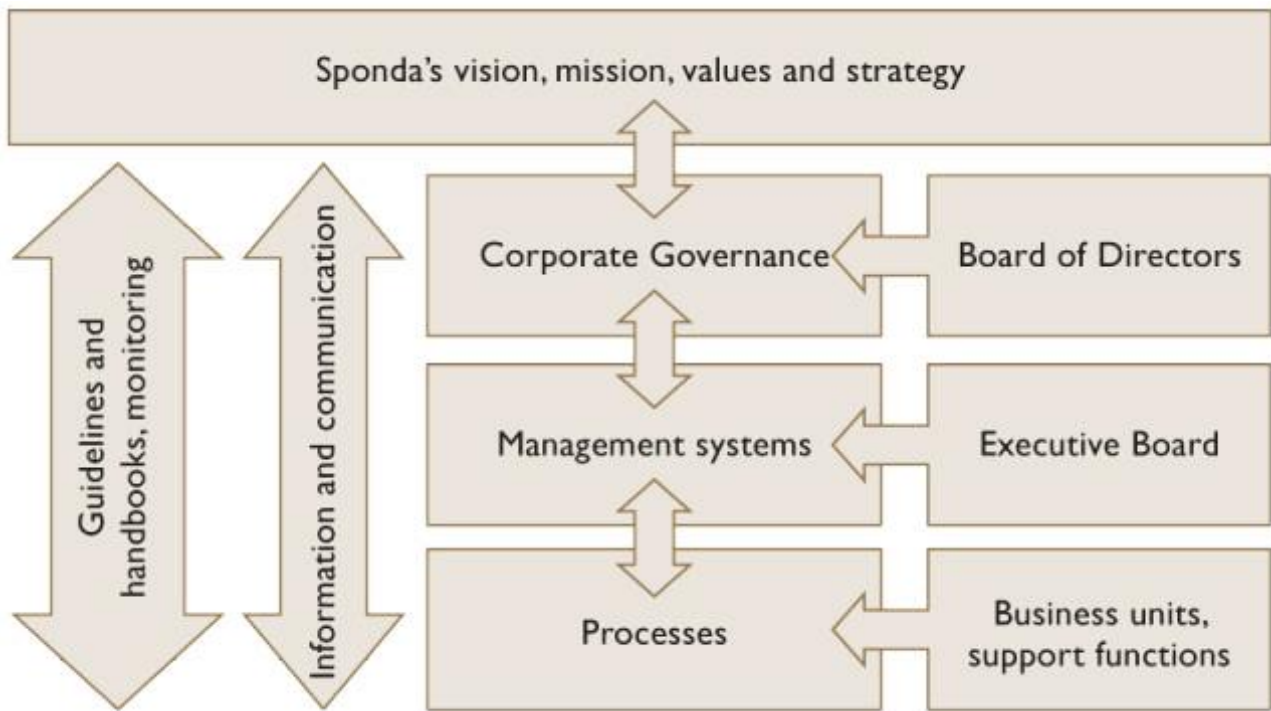 Sponda's vision, mission, values and strategy
Guidelines and
handbooks, monitoring
Information and communication
Corporate Governance
Board of Directors
Management systems
Executive Board
Processes
Business units,
support functions